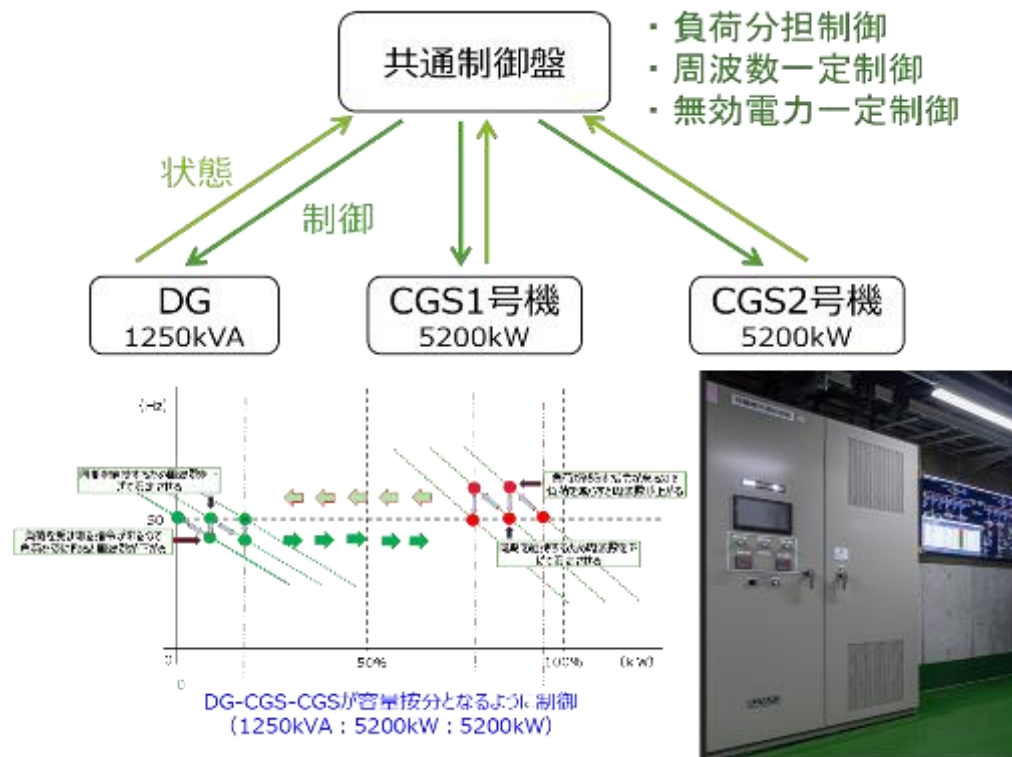 共通制御盤
・ 負荷分担制御
・ 周波数一定制御
・ 無効電力一定制御
状態
制御
DG
1250kVA
CGS1号機
5200kW
CGS2号機
5200kW
(Hz)
50
0
50%
100%
(kW)
0
DG-CGS-CGSが容量按分となるように制御
(1250kVA:5200kW:5200kW)